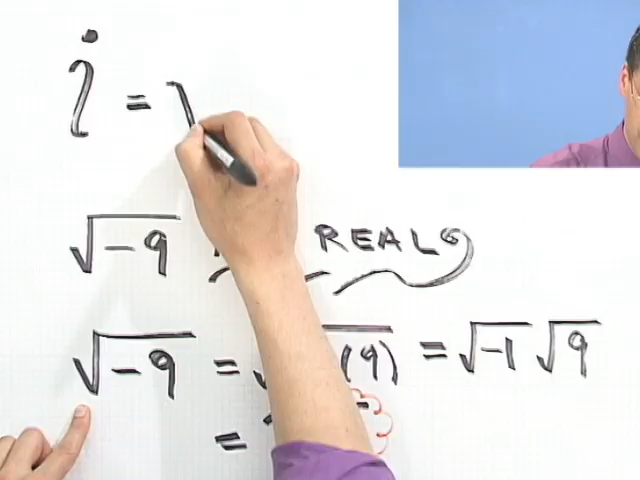 i =
√-9 REAL
√-9 = (9) = √-1 √9
=